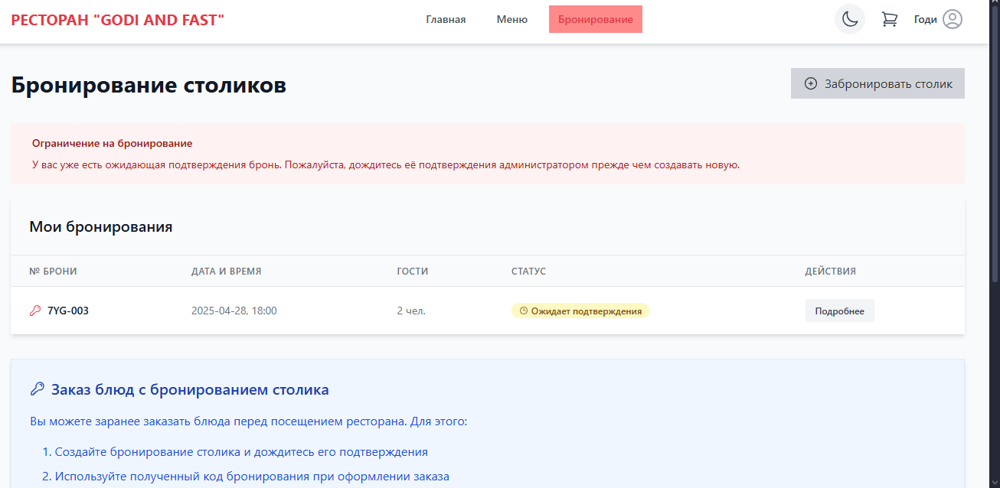 РЕСТОРАН "GODI AND FAST"
Главная
Меню
Бронирование
Годи
Бронирование столиков
Забронировать столик
Ограничение на бронирование
У вас уже есть ожидающая подтверждения бронь. Пожалуйста, дождитесь её подтверждения администратором прежде чем создавать новую.
Мои бронирования
№ БРОНИ ДАТА И ВРЕМЯ ГОСТИ СТАТУС ДЕЙСТВИЯ
7YG-003 2025-04-28, 18:00 2 чел. Ожидает подтверждения Подробнее
Заказ блюд с бронированием столика
Вы можете заранее заказать блюда перед посещением ресторана. Для этого:
1. Создайте бронирование столика и дождитесь его подтверждения
2. Используйте полученный код бронирования при оформлении заказа